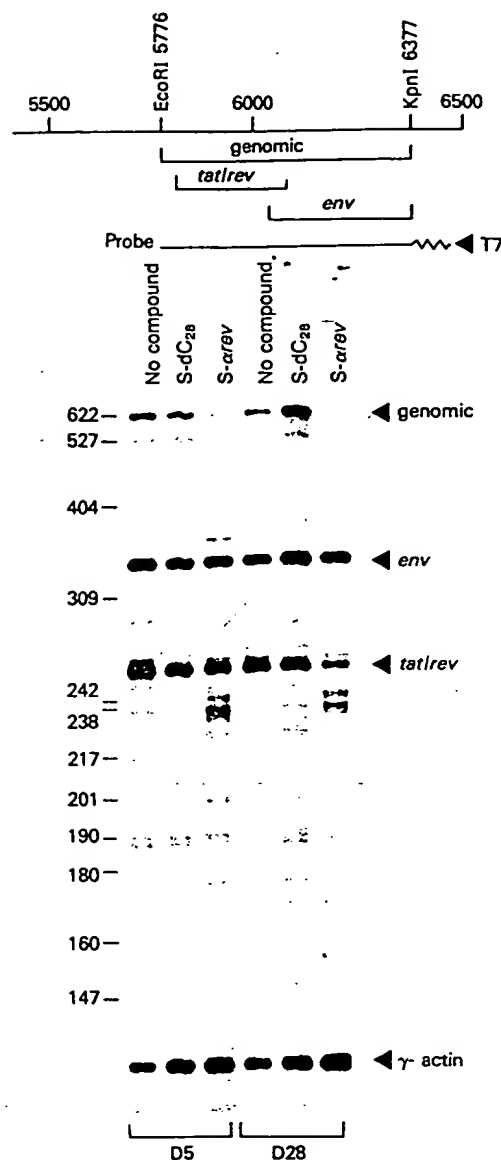 EcoRI 5776
KpnI 6377
5500 6000 6500
genomic
tat/rev
env
Probe T7
No compound
S-dC28
S-αrev
No compound
S-dC28
S-αrev
622 genomic
527
404
env
309
tat/rev
242
238
217
201
190
180
160
147
γ- actin
D5 D28